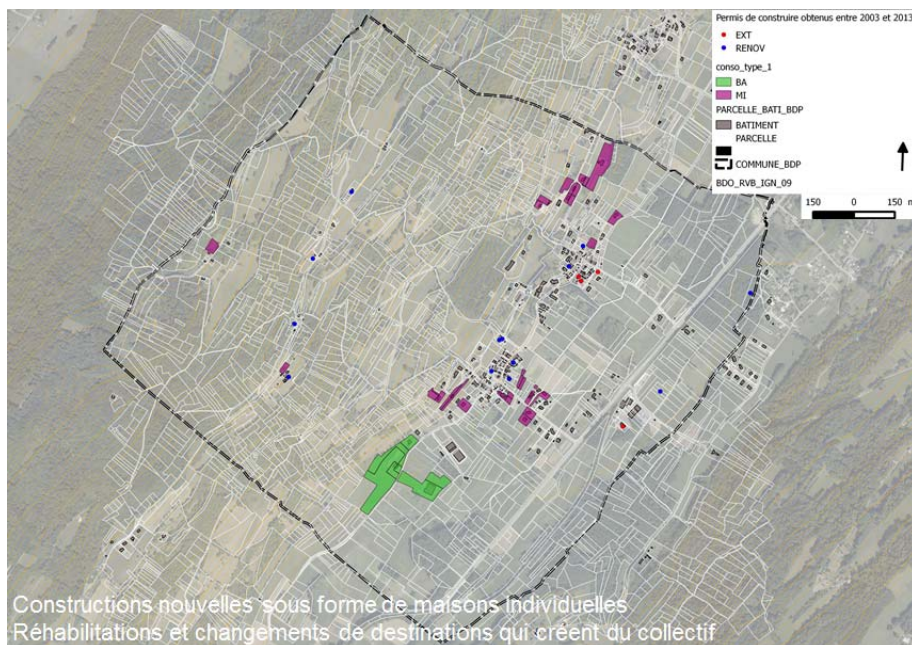 Permis de construire obtenus entre 2003 et 2013
EXT
RENOV
conso_type_1
BA
MI
PARCELLE_BATI_BDP
BATIMENT
PARCELLE
COMMUNE_BDP
BDO_RVB_IGN_09
150 0 150 m
Constructions nouvelles sous forme de maisons individuelles
Réhabilitations et changements de destinations qui créent du collectif